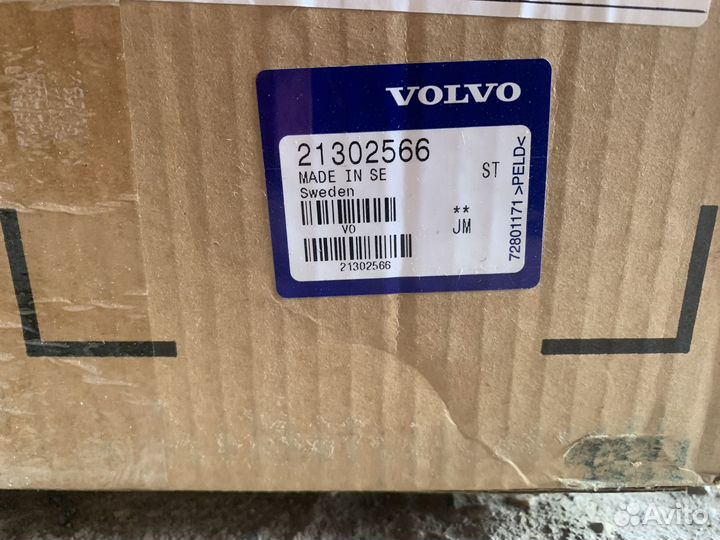 VOLVO
21302566
ST
MADE IN SE
Sweden
**
VO
JM
21302566
72801171 >PELD<
Avito